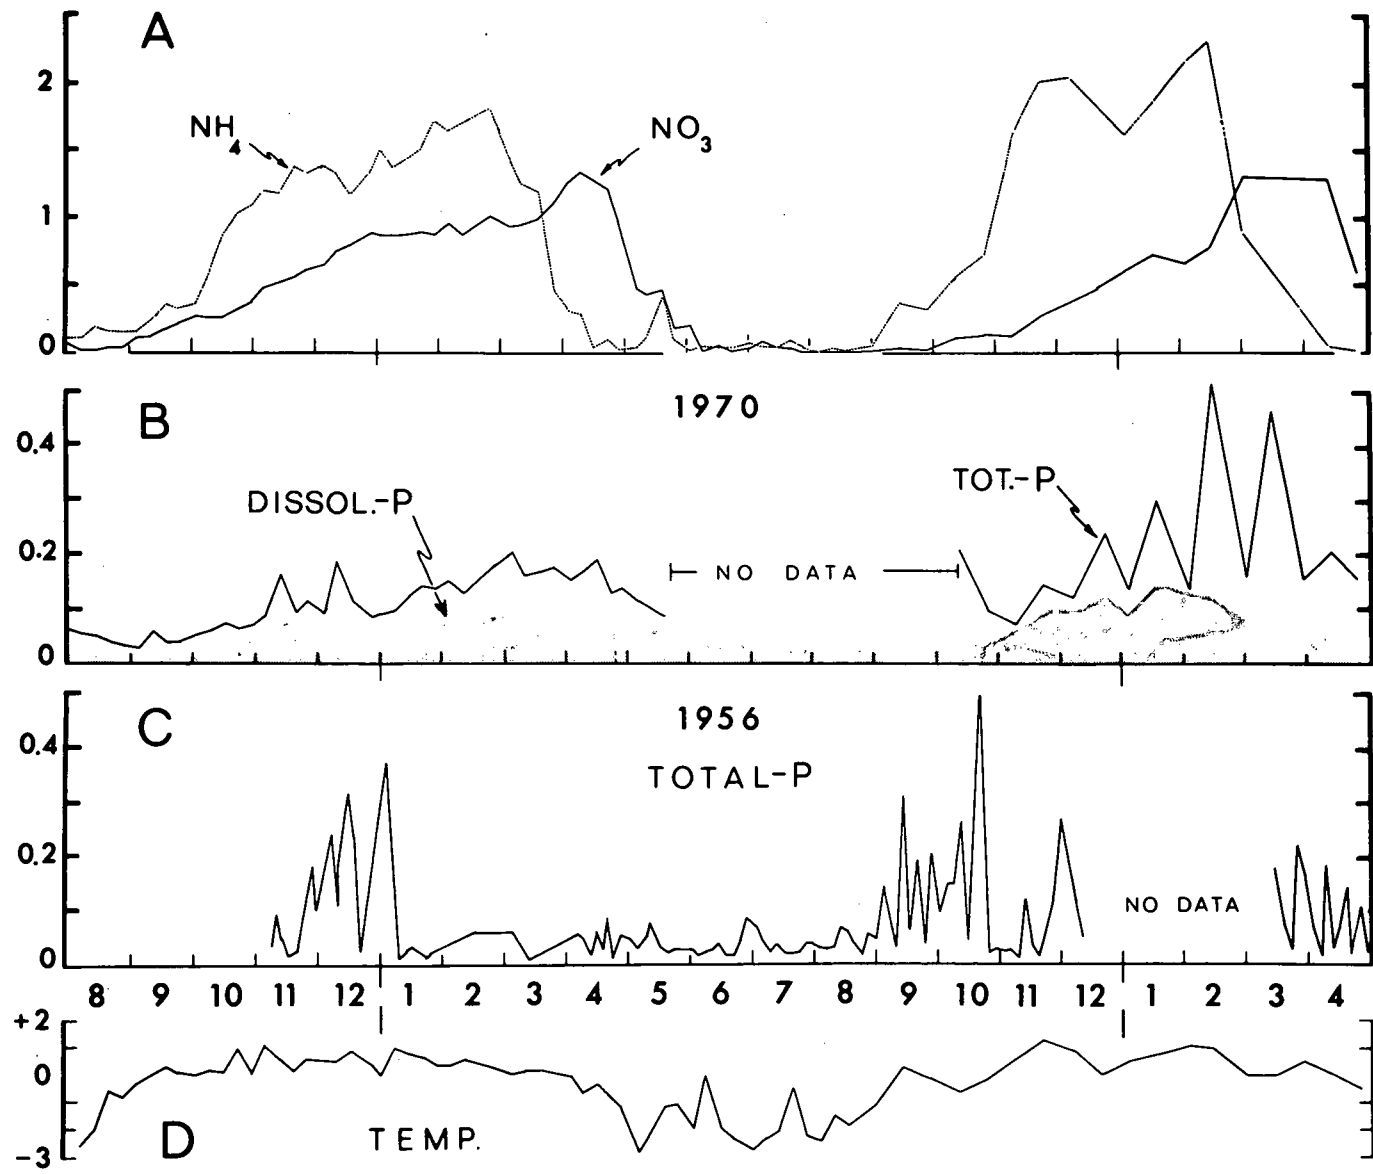 A
2
1
0
NH4
NO3
B
1970
0.4
0.2
0
DISSOL.-P
TOT.-P
NO DATA
C
1956
TOTAL-P
0.4
0.2
0
NO DATA
8 9 10 11 12 1 2 3 4 5 6 7 8 9 10 11 12 1 2 3 4
+2
0
-3
D
TEMP.